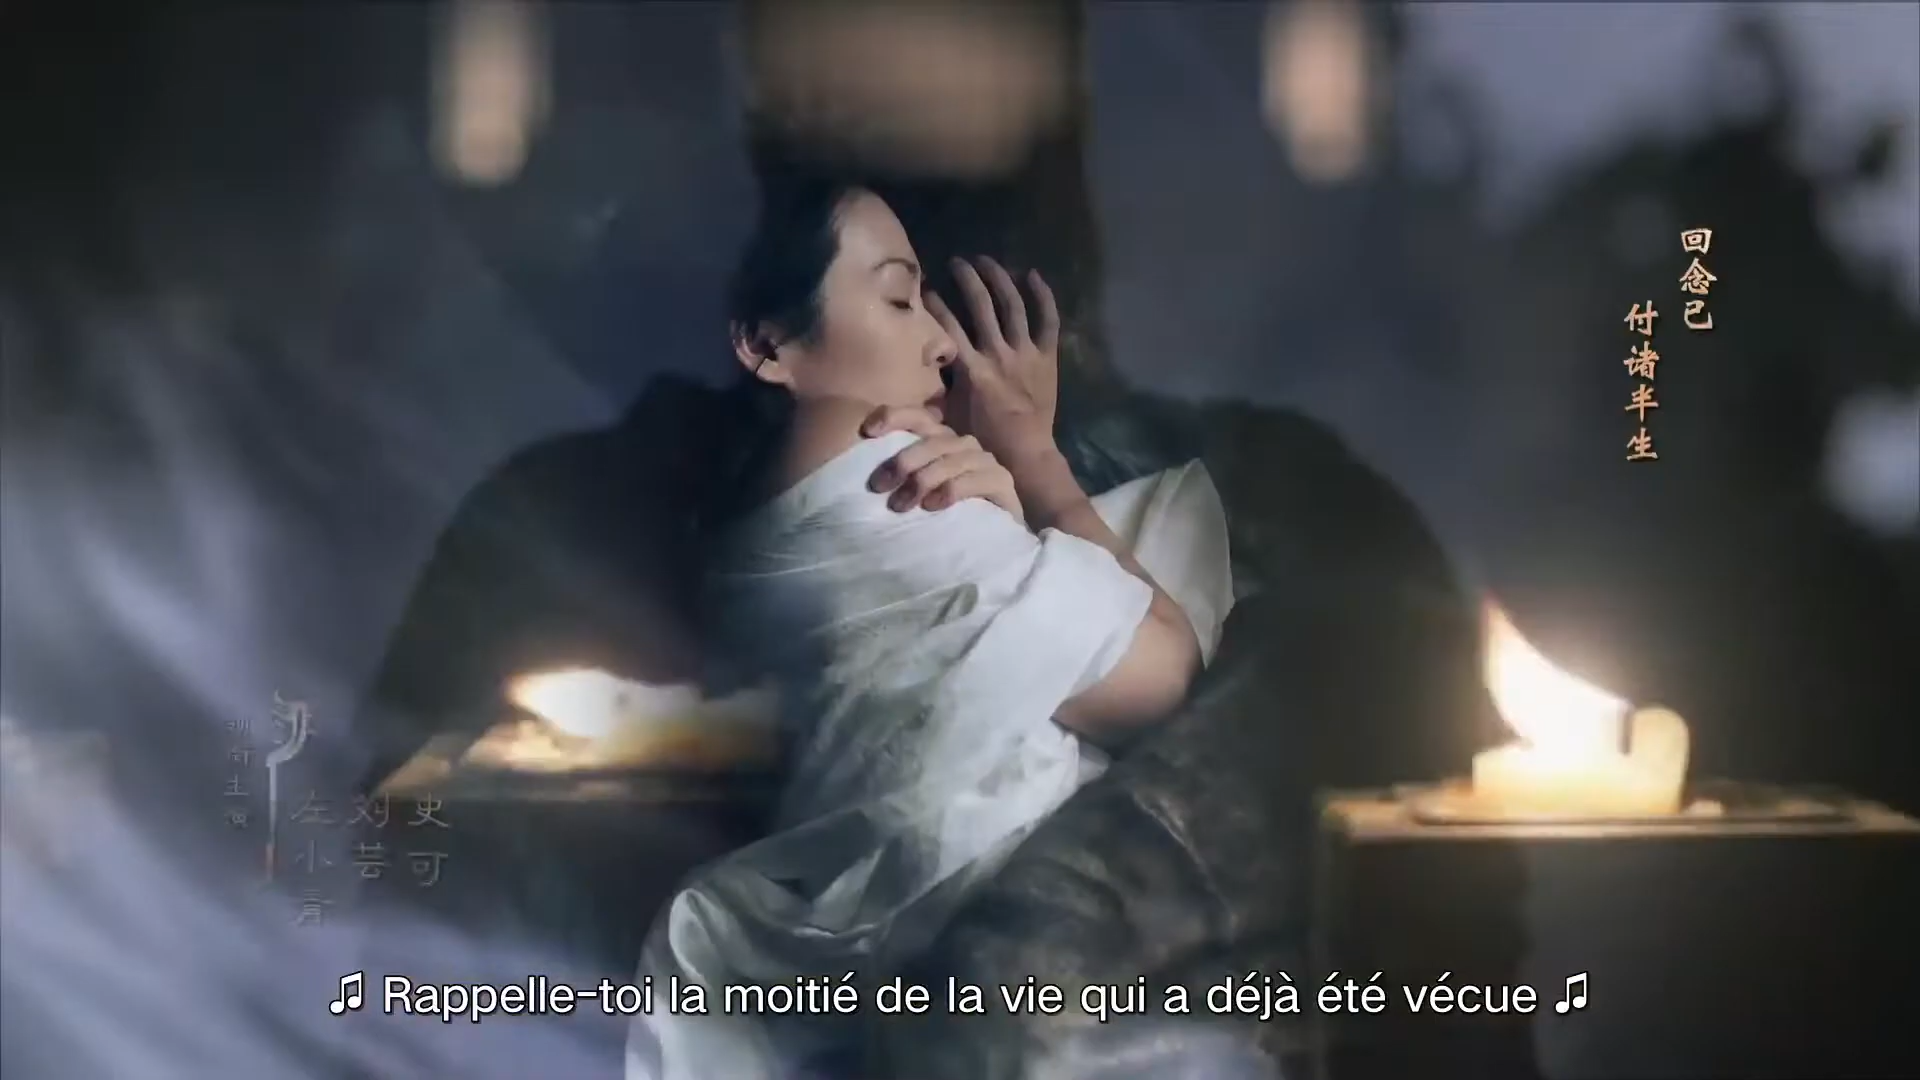 回念已
付诸半生
史可
刘芸
左小言
♫ Rappelle-toi la moitié de la vie qui a déjà été vécue ♫